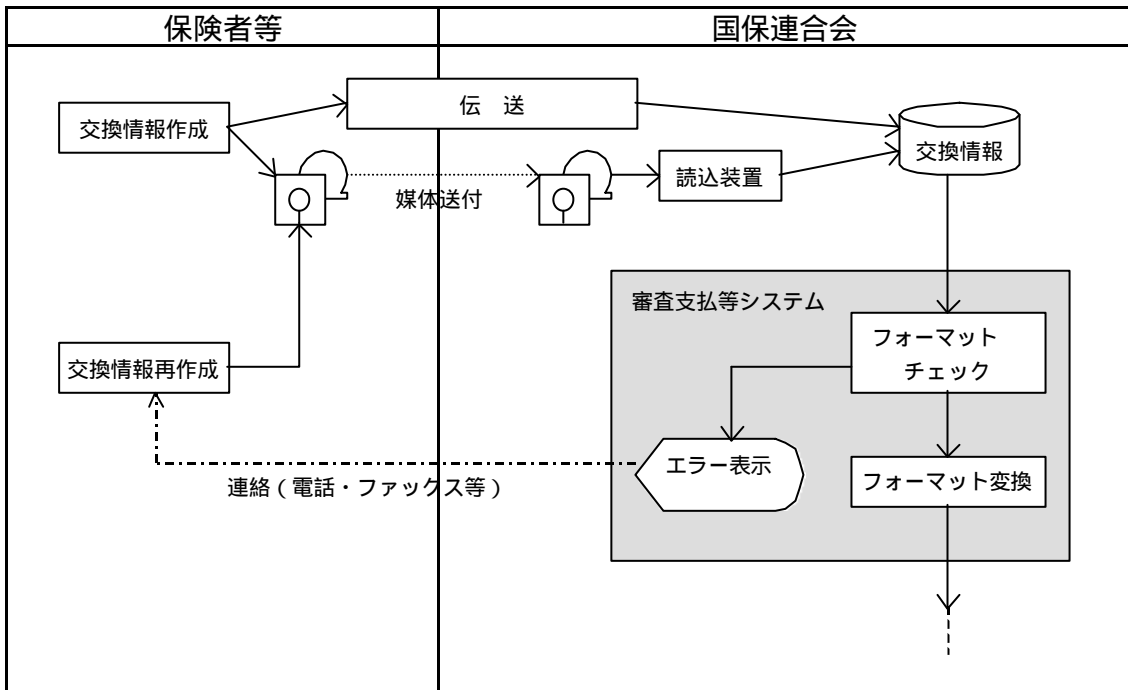 保険者等
国保連合会
伝　送
交換情報作成
交換情報
読込装置
媒体送付
審査支払等システム
フォーマット
チェック
交換情報再作成
エラー表示
フォーマット変換
連絡（電話・ファックス等）